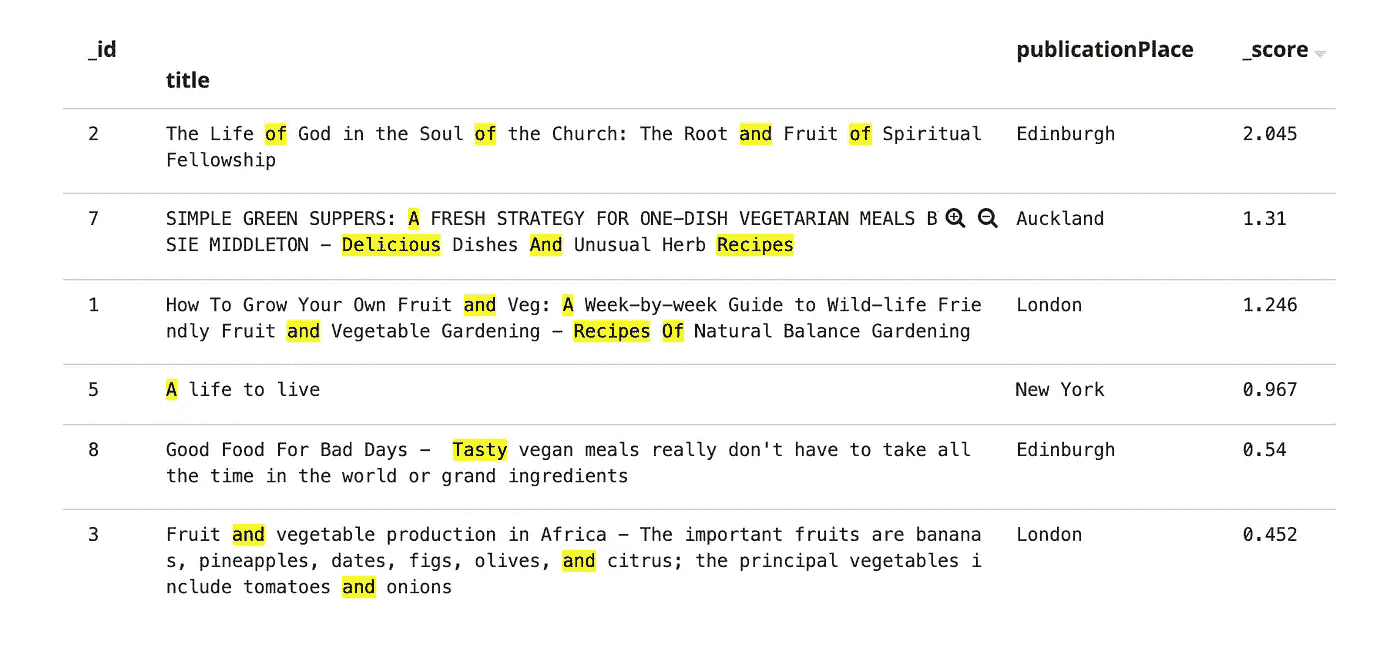 _id publicationPlace _score
title
2 The Life of God in the Soul of the Church: The Root and Fruit of Spiritual Edinburgh 2.045
Fellowship
7 SIMPLE GREEN SUPPERS: A FRESH STRATEGY FOR ONE-DISH VEGETARIAN MEALS B Auckland 1.31
SIE MIDDLETON - Delicious Dishes And Unusual Herb Recipes
1 How To Grow Your Own Fruit and Veg: A Week-by-week Guide to Wild-life Frie London 1.246
ndly Fruit and Vegetable Gardening - Recipes Of Natural Balance Gardening
5 A life to live New York 0.967
8 Good Food For Bad Days - Tasty vegan meals really don't have to take all Edinburgh 0.54
the time in the world or grand ingredients
3 Fruit and vegetable production in Africa - The important fruits are banana London 0.452
s, pineapples, dates, figs, olives, and citrus; the principal vegetables i
nclude tomatoes and onions